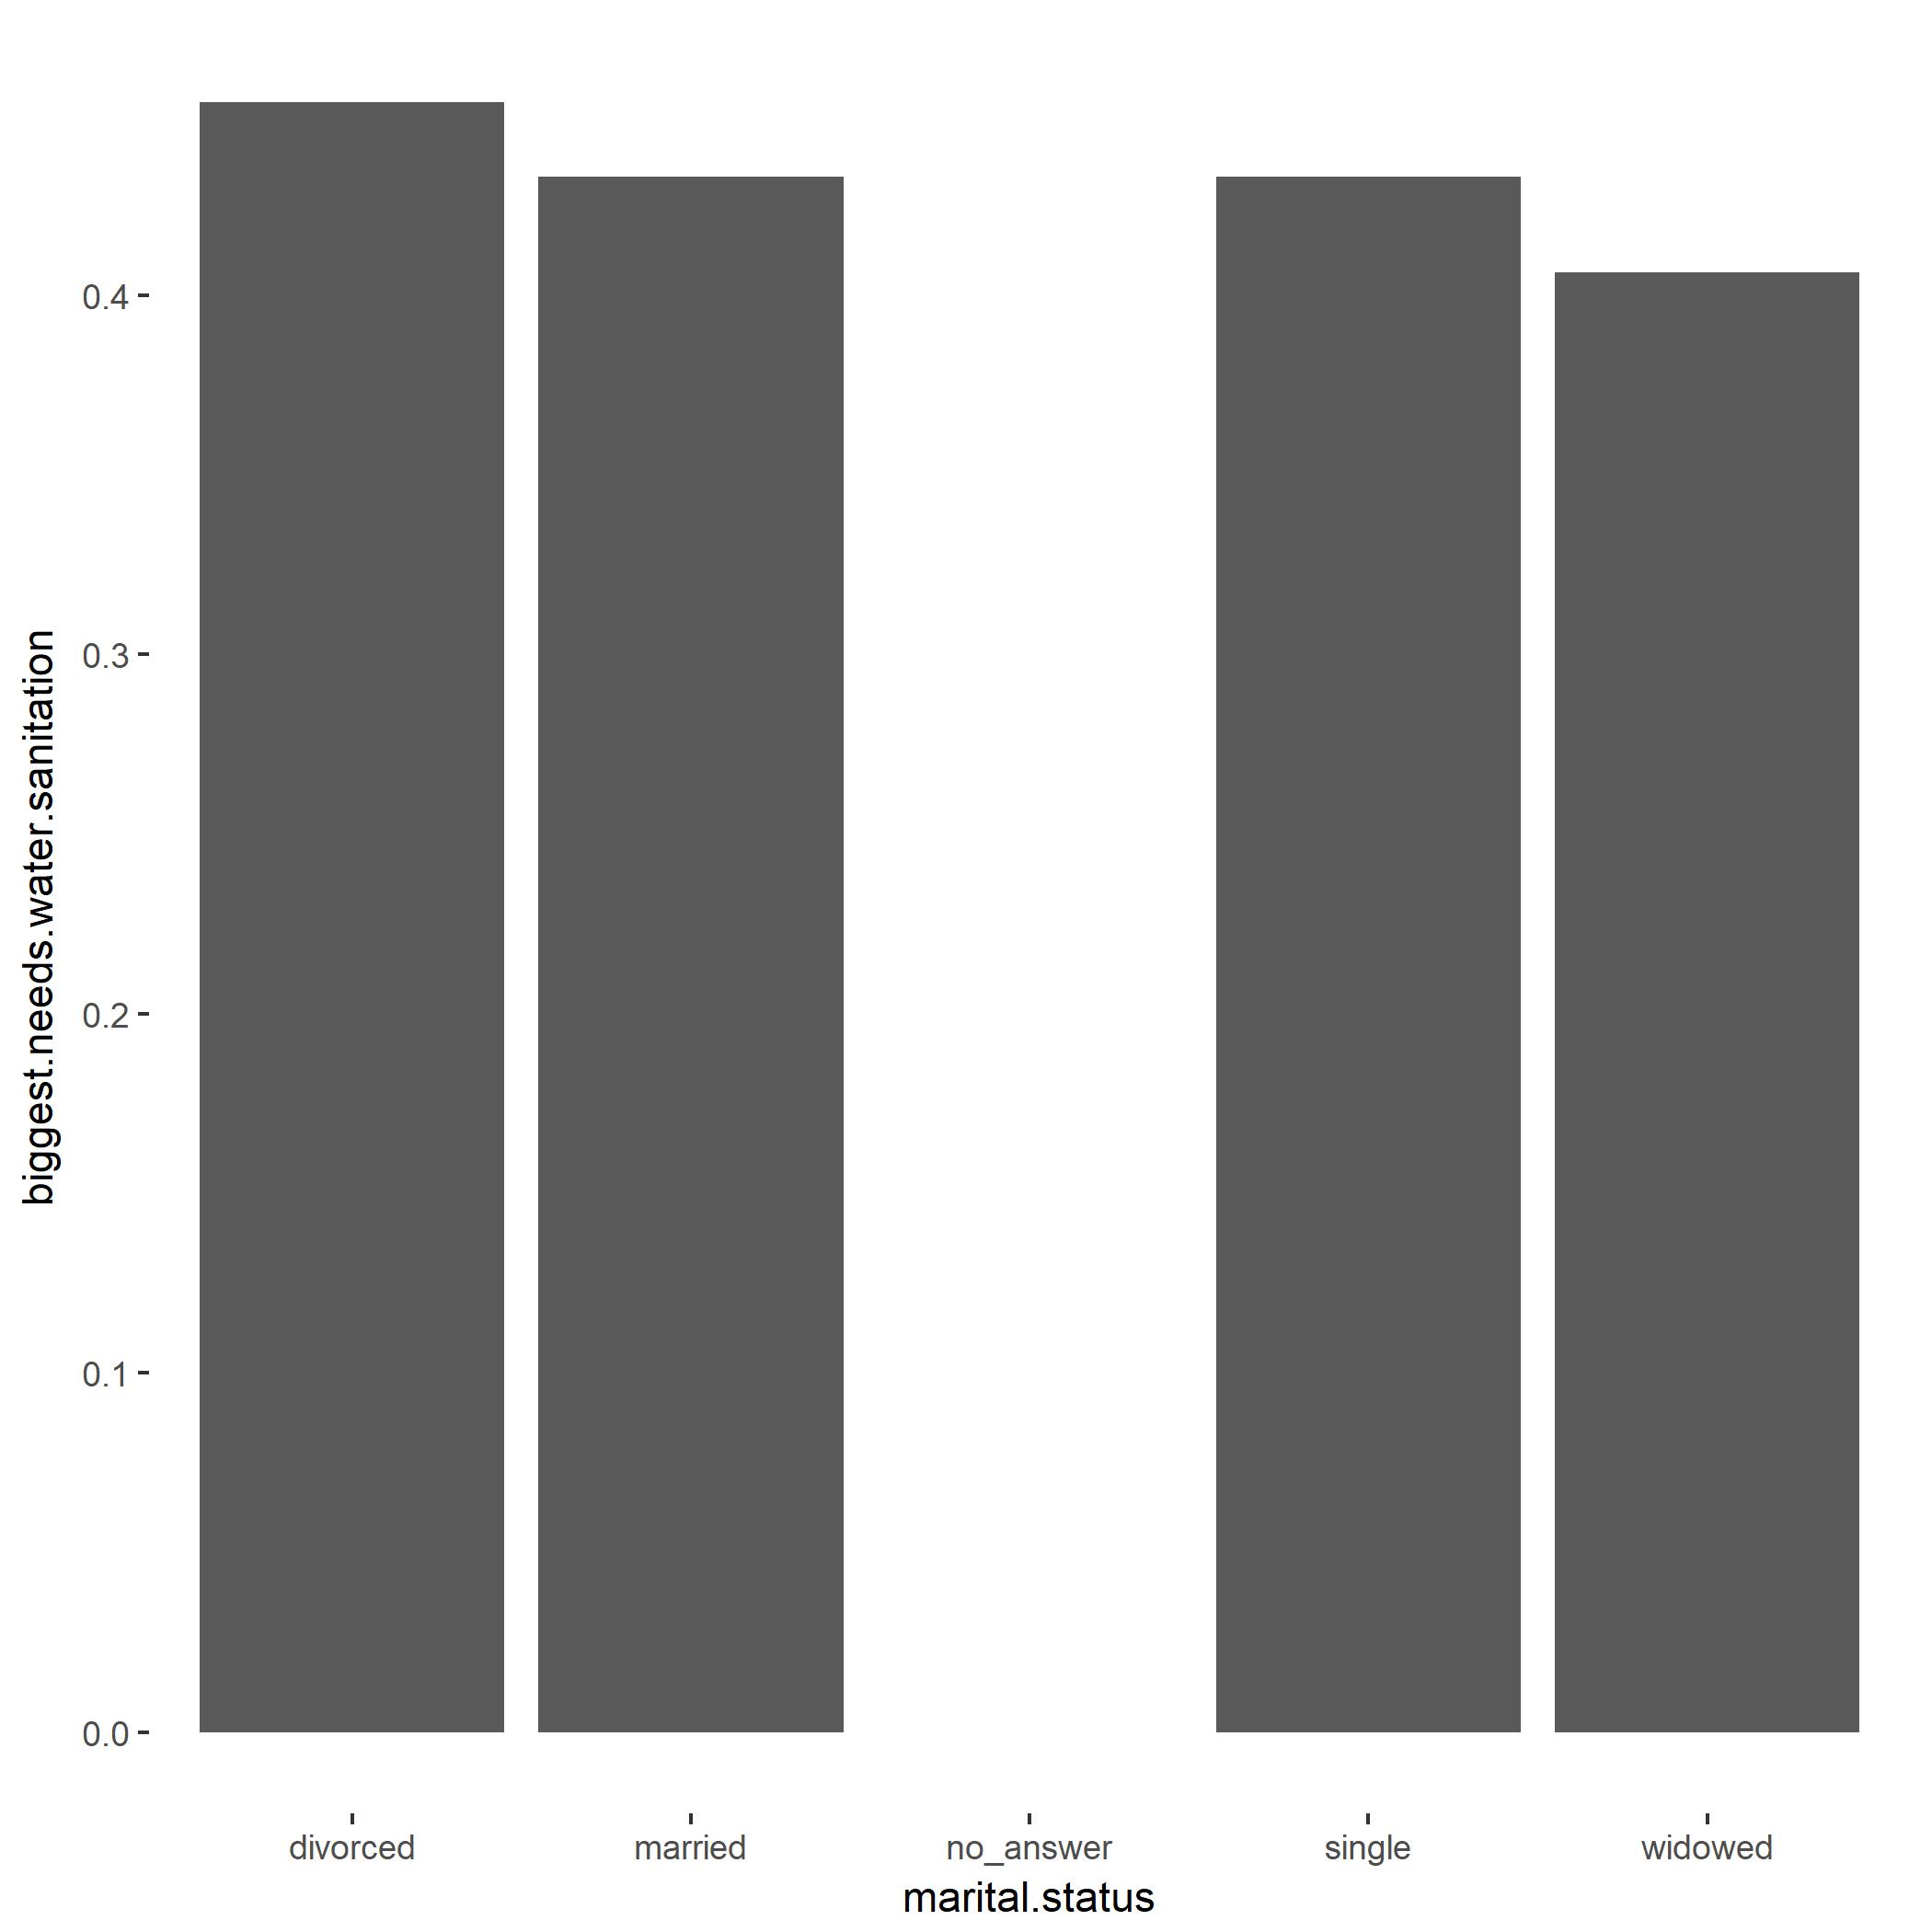 biggest.needs.water.sanitation
0.4
0.3
0.2
0.1
0.0
divorced married no_answer single widowed
marital.status